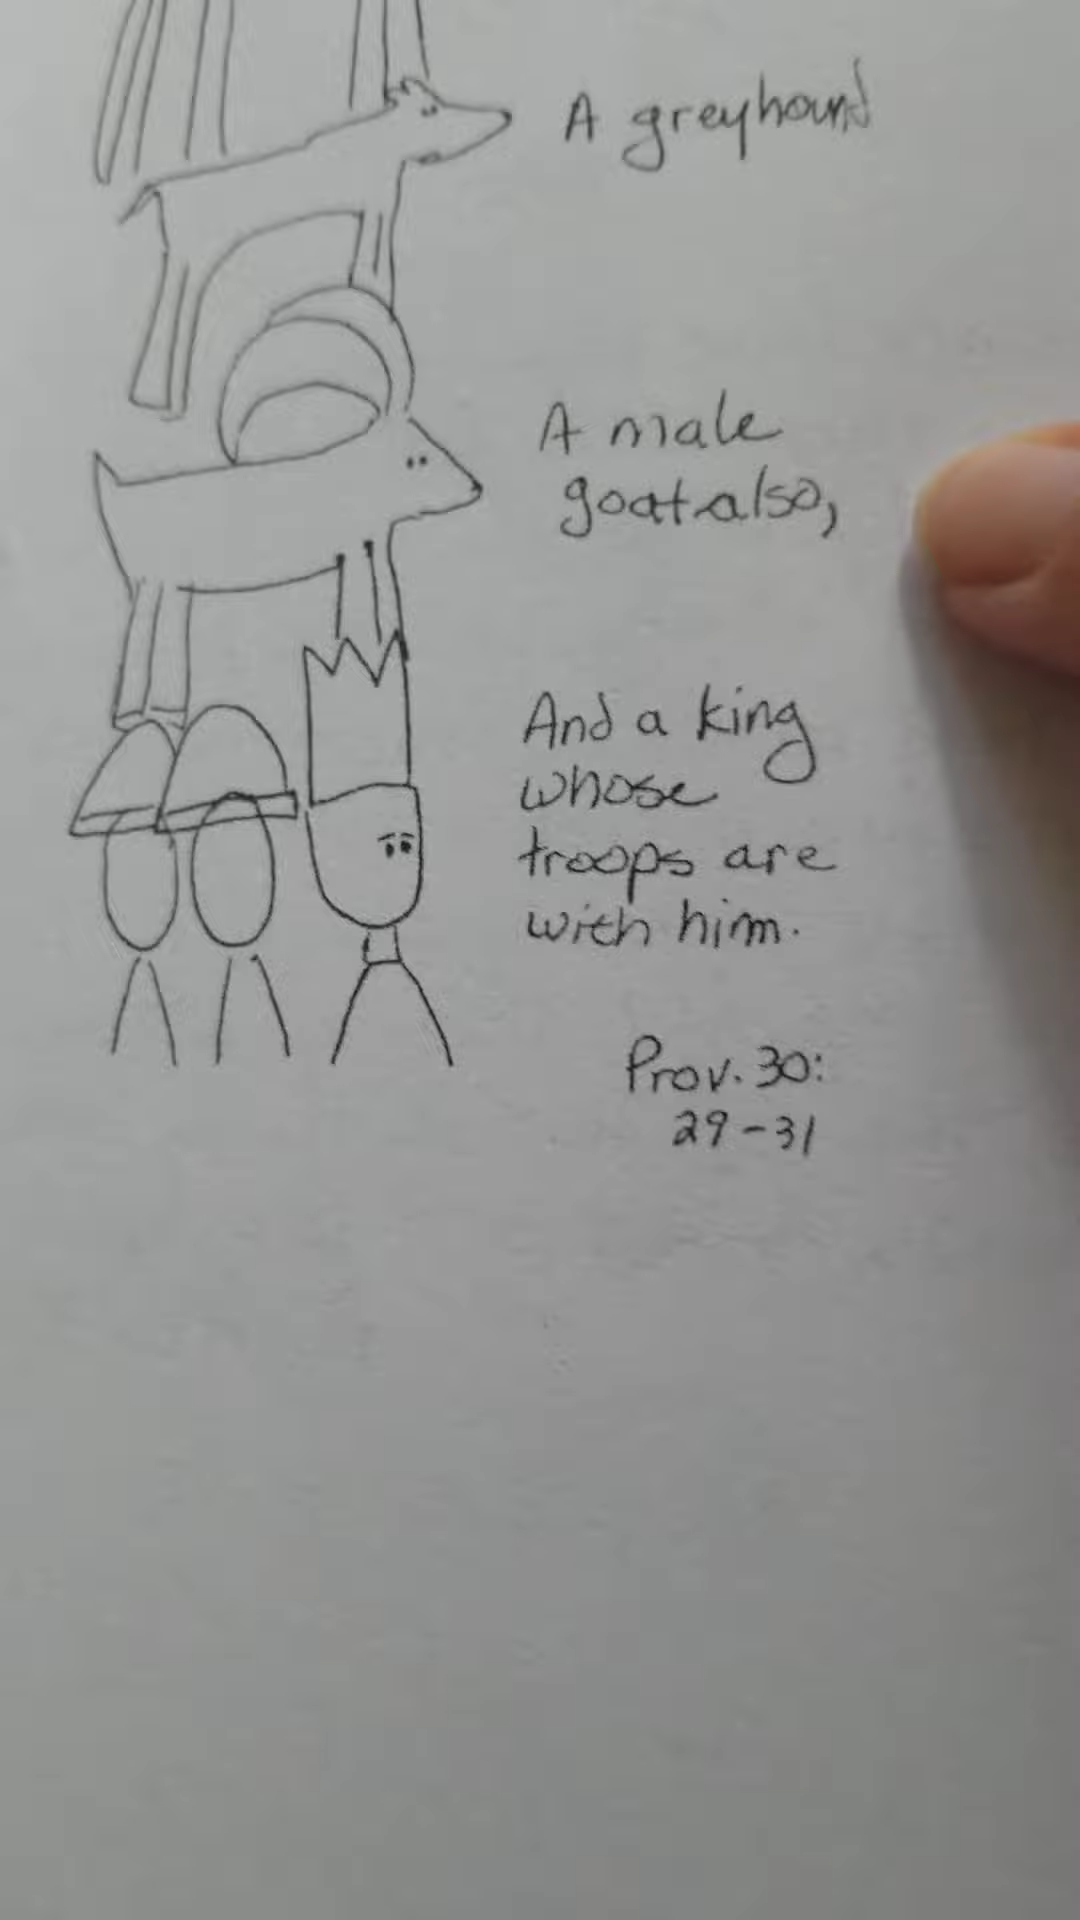 A greyhound
A male
goat also,
And a king
whose
troops are
with him.
Prov. 30:
29-31